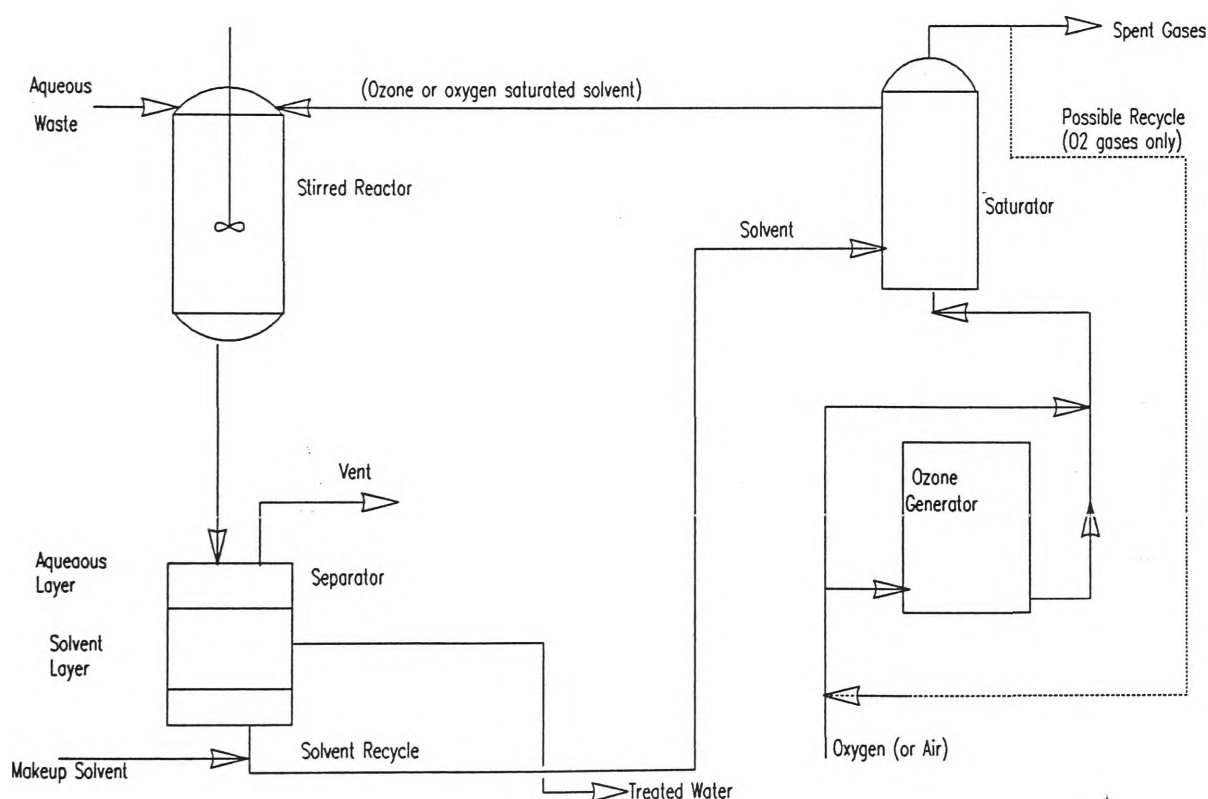 Spent Gases
Aqueous
Waste
(Ozone or oxygen saturated solvent)
Possible Recycle
(O2 gases only)
Stirred Reactor
Saturator
Solvent
Vent
Ozone
Generator
Aqueaous
Layer
Separator
Solvent
Layer
Solvent Recycle
Oxygen (or Air)
Makeup Solvent
Treated Water